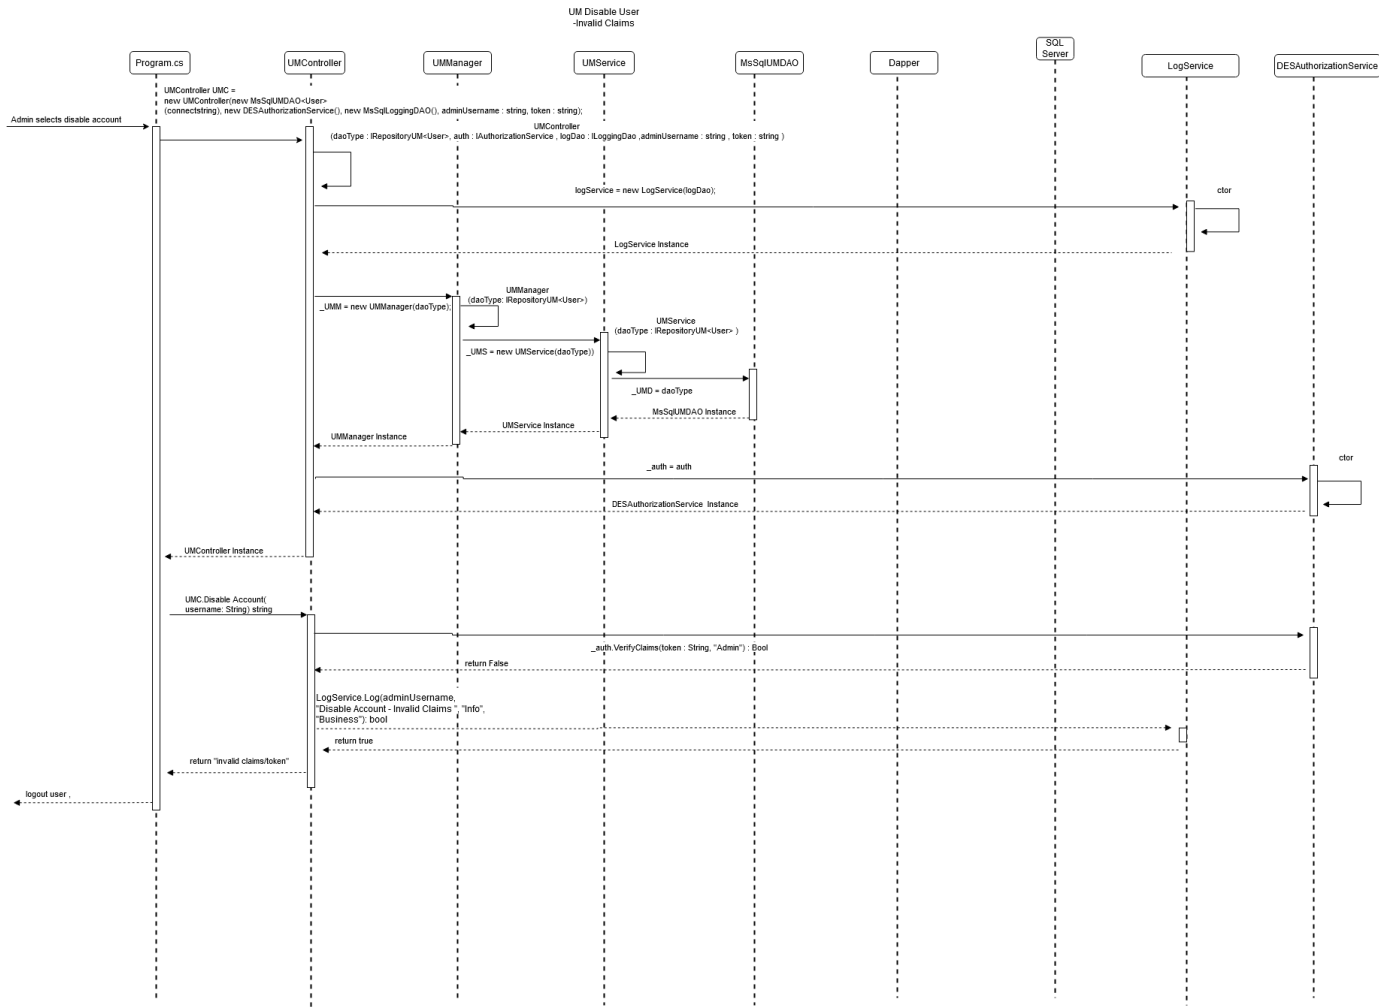 UM Disable User
-Invalid Claims
Program.cs
UMController
UMManager
UMService
MsSqlUMDAO
Dapper
SQL
Server
LogService
DESAuthorizationService
UMController UMC =
new UMController(new MsSqlUMDAO<User>
(connectstring), new DESAuthorizationService(), new MsSqlLoggingDAO(), adminUsername : string, token : string);
Admin selects disable account
UMController
(daoType : IRepositoryUM<User>, auth : IAuthorizationService , logDao : ILoggingDao ,adminUsername : string , token : string )
logService = new LogService(logDao);
ctor
LogService Instance
_UMM = new UMManager(daoType);
UMManager
(daoType: IRepositoryUM<User>)
UMService
(daoType : IRepositoryUM<User> )
_UMS = new UMService(daoType))
_UMD = daoType
MsSqlUMDAO Instance
UMService Instance
UMManager Instance
_auth = auth
ctor
DESAuthorizationService  Instance
UMController Instance
UMC.Disable Account(
username: String) string
_auth.VerifyClaims(token : String, "Admin") : Bool
return False
LogService.Log(adminUsername,
"Disable Account - Invalid Claims ", "Info",
"Business"): bool
return true
return "invalid claims/token"
logout user ,